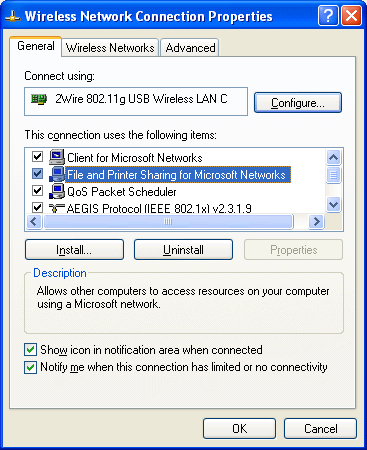 Wireless Network Connection Properties
General Wireless Networks Advanced
Connect using:
2Wire 802.11g USB Wireless LAN C
Configure...
This connection uses the following items:
Client for Microsoft Networks
File and Printer Sharing for Microsoft Networks
QoS Packet Scheduler
AEGIS Protocol (IEEE 802.1x) v2.3.1.9
Install... Uninstall Properties
Description
Allows other computers to access resources on your computer
using a Microsoft network.
Show icon in notification area when connected
Notify me when this connection has limited or no connectivity
OK Cancel